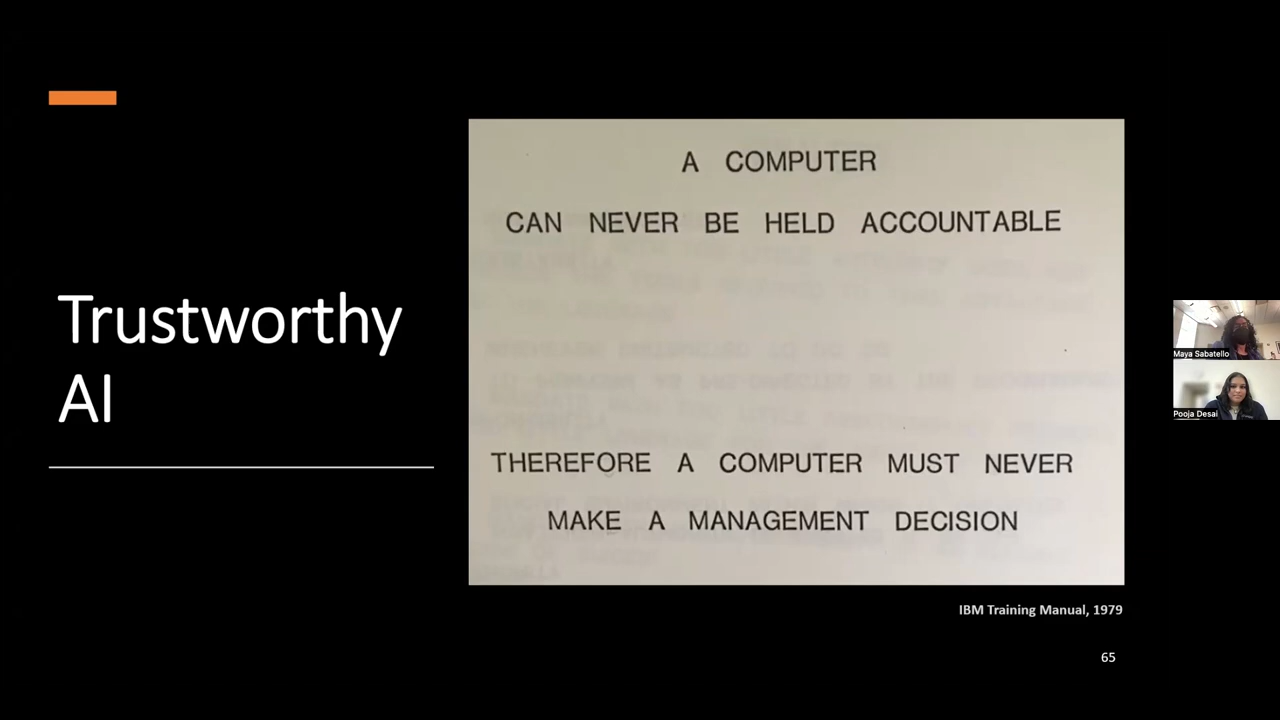 Trustworthy
AI
A COMPUTER
CAN NEVER BE HELD ACCOUNTABLE
THEREFORE A COMPUTER MUST NEVER
MAKE A MANAGEMENT DECISION
IBM Training Manual, 1979
65
Maya Sabatello
Pooja Desai